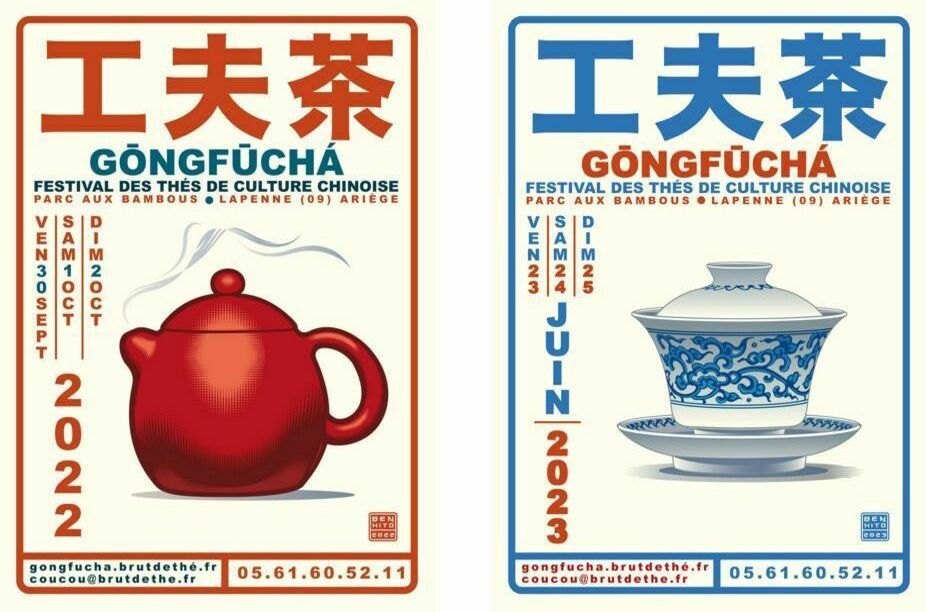 工夫茶
GŌNGFŪCHÁ
FESTIVAL DES THÉS DE CULTURE CHINOISE
PARC AUX BAMBOUS ● LAPENNE (09) ARIÈGE
VEN 30 SEPT
SAM 1 OCT
DIM 2 OCT
2022
BEN
HITO
2022
gongfucha.brutdethé.fr
coucou@brutdethe.fr
05.61.60.52.11
工夫茶
GŌNGFŪCHÁ
FESTIVAL DES THÉS DE CULTURE CHINOISE
PARC AUX BAMBOUS ● LAPENNE (09) ARIÈGE
VEN 23
SAM 24
DIM 25
JUIN
2023
BEN
HITO
2023
gongfucha.brutdethé.fr
coucou@brutdethe.fr
05.61.60.52.11